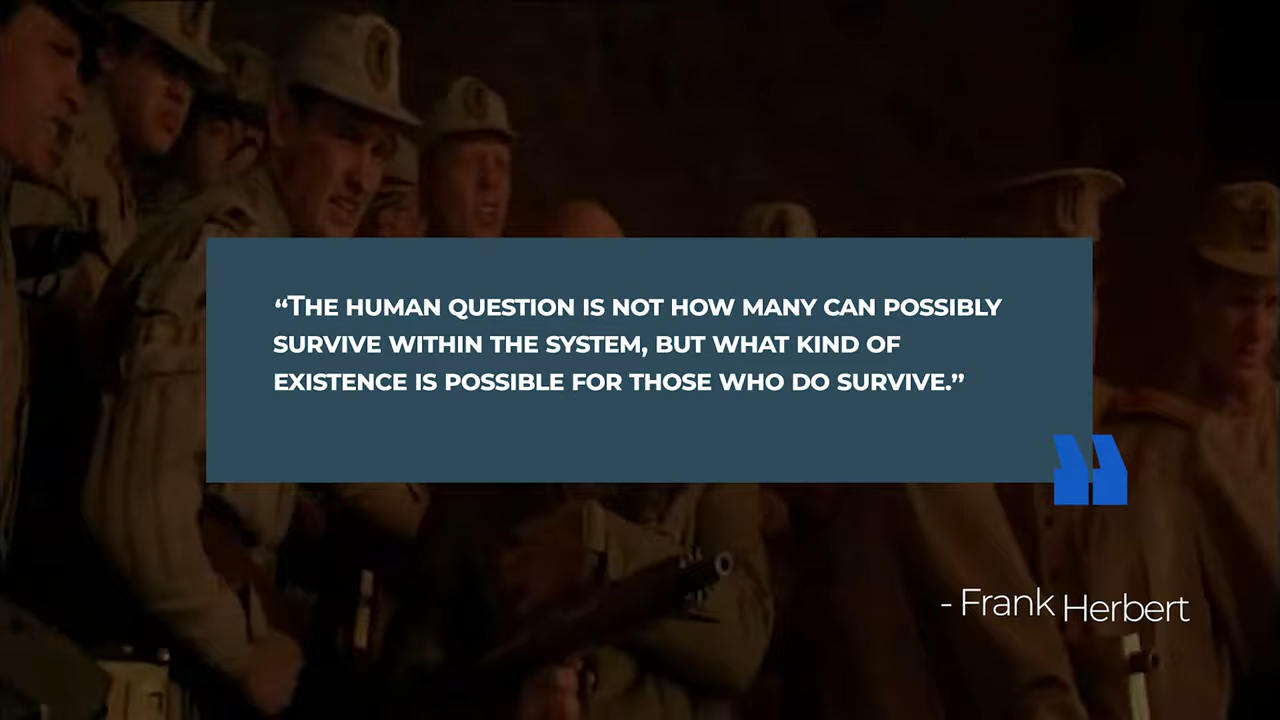 “THE HUMAN QUESTION IS NOT HOW MANY CAN POSSIBLY
SURVIVE WITHIN THE SYSTEM, BUT WHAT KIND OF
EXISTENCE IS POSSIBLE FOR THOSE WHO DO SURVIVE.”
- Frank Herbert